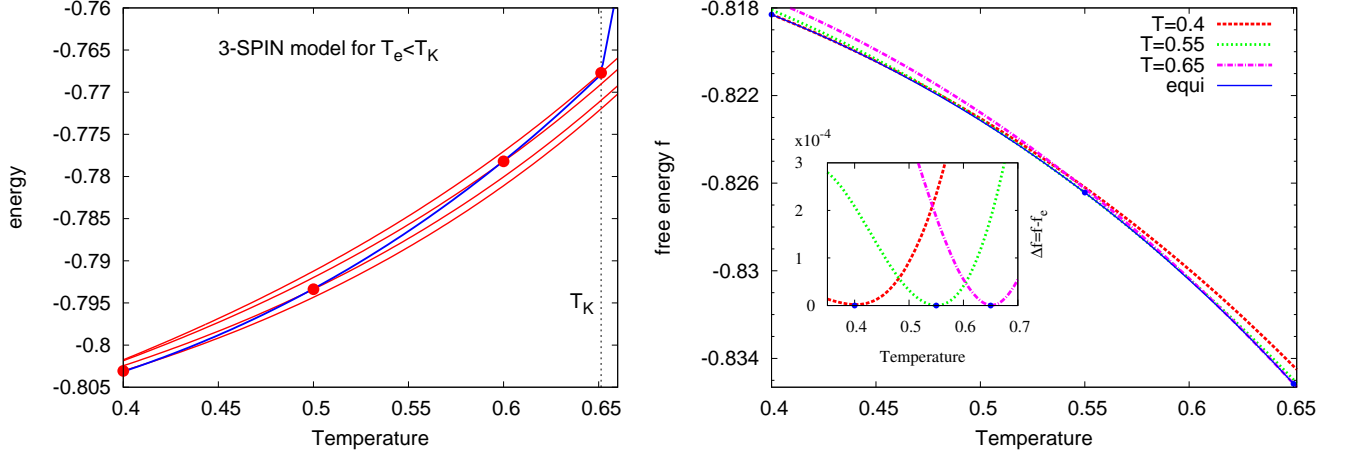 -0.76
-0.765
-0.77
-0.775
-0.78
-0.785
-0.79
-0.795
-0.8
-0.805
0.4
0.45
0.5
0.55
0.6
0.65
energy
Temperature
3-SPIN model for T_e<T_K
T_K
-0.818
-0.822
-0.826
-0.83
-0.834
0.4
0.45
0.5
0.55
0.6
0.65
free energy f
Temperature
T=0.4
T=0.55
T=0.65
equi
x10^-4
3
2
1
0
0.4
0.5
0.6
0.7
Temperature
Δf=f-f_e